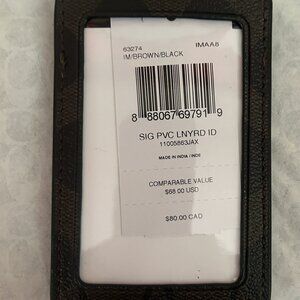 63274 IMAA8
IM/BROWN/BLACK
8 88067 69791 9
SIG PVC LNYRD ID
11005863JAX
MADE IN INDIA / INDE
COMPARABLE VALUE
$68.00 USD
$80.00 CAD